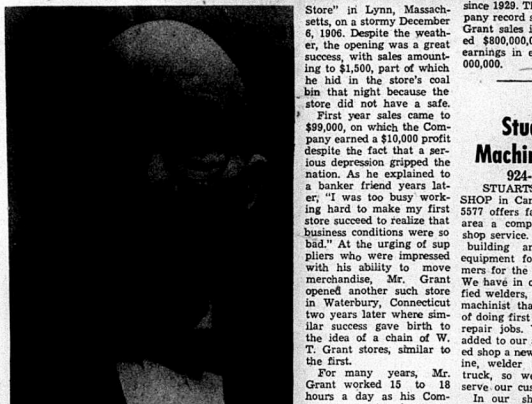 Store" in Lynn, Massach-
setts, on a stormy December
6, 1906. Despite the weath-
er, the opening was a great
success, with sales amount-
ing to $1,500, part of which
he hid in the store's coal
bin that night because the
store did not have a safe.
First year sales came to
$99,000, on which the Com-
pany earned a $10,000 profit
despite the fact that a ser-
ious depression gripped the
nation. As he explained to
a banker friend years lat-
er, "I was too busy work-
ing hard to make my first
store succeed to realize that
business conditions were so
bad." At the urging of sup
pliers who were impressed
with his ability to move
merchandise, Mr. Grant
opened another such store
in Waterbury, Connecticut
two years later where sim-
ilar success gave birth to
the idea of a chain of W.
T. Grant stores, similar to
the first.
For many years, Mr.
Grant worked 15 to 18
hours a day as his Com-
since 1929. T
pany record s
Grant sales i
ed $800,000,
earnings in e
000,000.
Stu
Machi
924-
STUARTS
SHOP in Car
5577 offers fa
area a comp
shop service.
building an
equipment fo
mers for the
We have in o
fied welders,
machinist tha
of doing first
repair jobs.
added to our
ed shop a new
ine, welder
truck, so we
serve our cus
In our sh